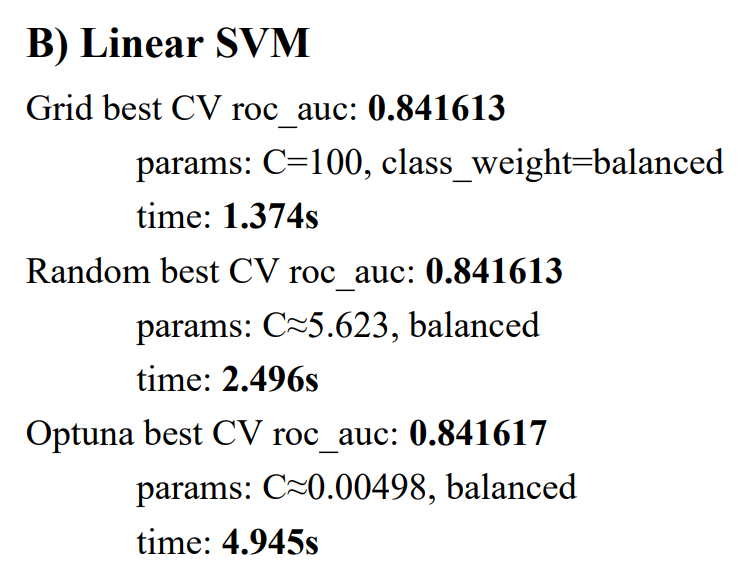 B) Linear SVM
Grid best CV roc_auc: 0.841613
params: C=100, class_weight=balanced
time: 1.374s
Random best CV roc_auc: 0.841613
params: C≈5.623, balanced
time: 2.496s
Optuna best CV roc_auc: 0.841617
params: C≈0.00498, balanced
time: 4.945s